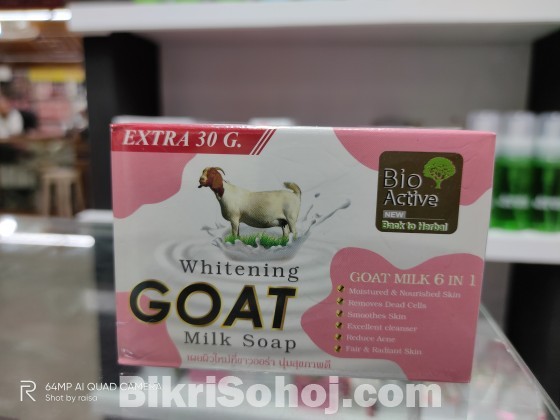 EXTRA 30 G.
Bio
Active
NEW
Back to Herbal
Whitening
GOAT
Milk Soap
GOAT MILK 6 IN 1
Moistured & Nourished Skin
Removes Dead Cells
Smoothes Skin
Excellent cleanser
Reduce Acne
Fair & Radiant Skin
64MP AI QUAD CAMERA
Shot by raisa
BikriSohoj.com